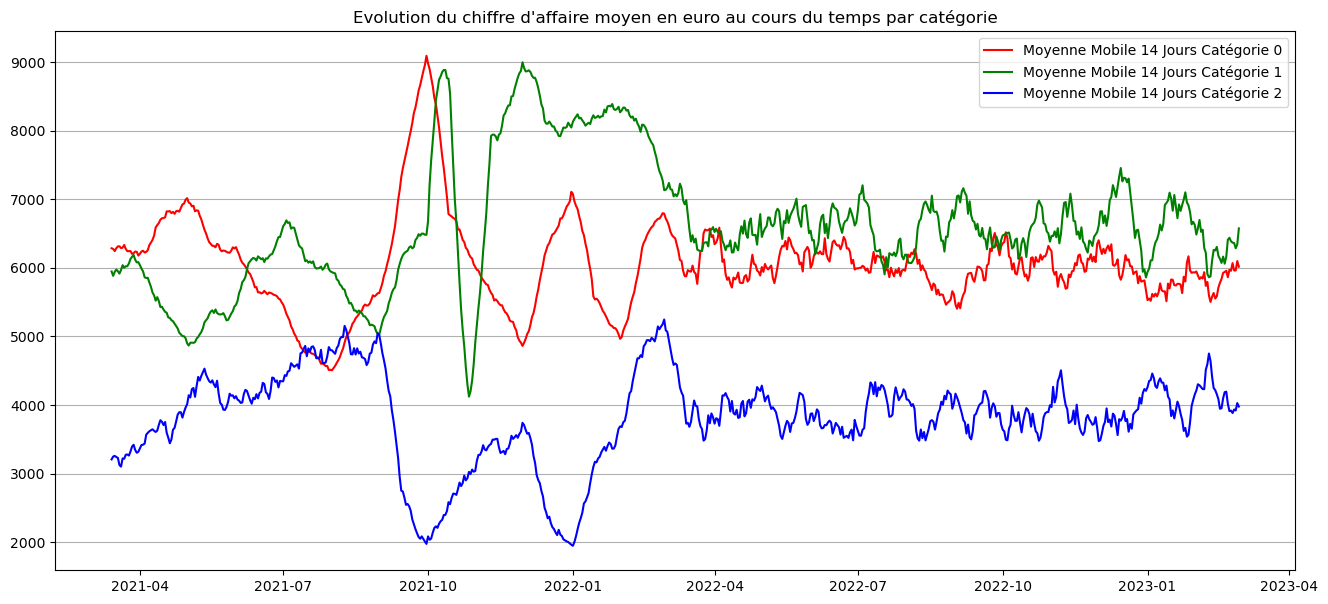 Evolution du chiffre d'affaire moyen en euro au cours du temps par catégorie
Moyenne Mobile 14 Jours Catégorie 0
Moyenne Mobile 14 Jours Catégorie 1
Moyenne Mobile 14 Jours Catégorie 2
9000
8000
7000
6000
5000
4000
3000
2000
2021-04 2021-07 2021-10 2022-01 2022-04 2022-07 2022-10 2023-01 2023-04